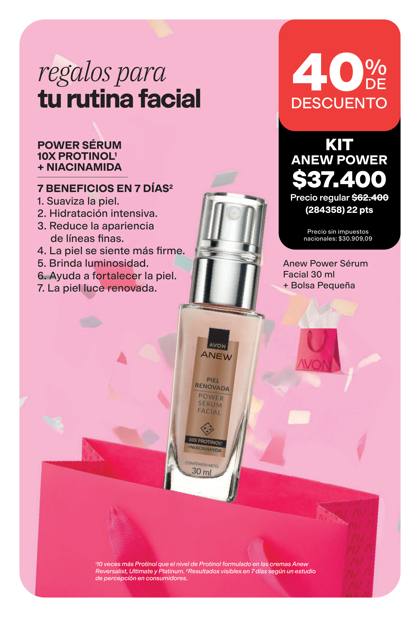 regalos para
tu rutina facial
40% DE
DESCUENTO
KIT
ANEW POWER
$37.400
Precio regular $62.400
(284358) 22 pts
Precio sin impuestos
nacionales: $30.909,09
POWER SÉRUM
10X PROTINOL¹
+ NIACINAMIDA
7 BENEFICIOS EN 7 DÍAS²
1. Suaviza la piel.
2. Hidratación intensiva.
3. Reduce la apariencia
de líneas finas.
4. La piel se siente más firme.
5. Brinda luminosidad.
6. Ayuda a fortalecer la piel.
7. La piel luce renovada.
Anew Power Sérum
Facial 30 ml
+ Bolsa Pequeña
AVON
AVON
ANEW
PIEL
RENOVADA
POWER
SÉRUM
FACIAL
10X PROTINOL
+ NIACINAMIDA
CONTENIDO NETO
30 ml
¹10 veces más Protinol que el nivel de Protinol formulado en las cremas Anew
Reversalist, Ultimate y Platinum. ²Resultados visibles en 7 días según un estudio
de percepción en consumidores.